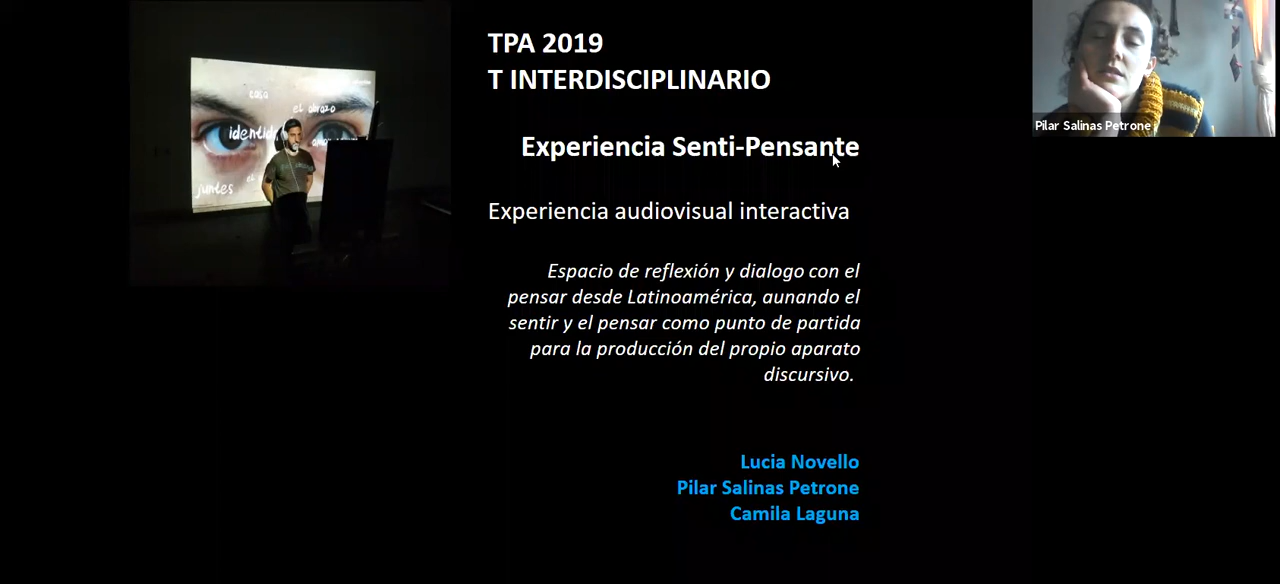 TPA 2019
T INTERDISCIPLINARIO
Experiencia Senti-Pensante
Experiencia audiovisual interactiva
Espacio de reflexión y dialogo con el
pensar desde Latinoamérica, aunando el
sentir y el pensar como punto de partida
para la producción del propio aparato
discursivo.
Lucia Novello
Pilar Salinas Petrone
Camila Laguna
casa
el abrazo
juntes
Pilar Salinas Petrone